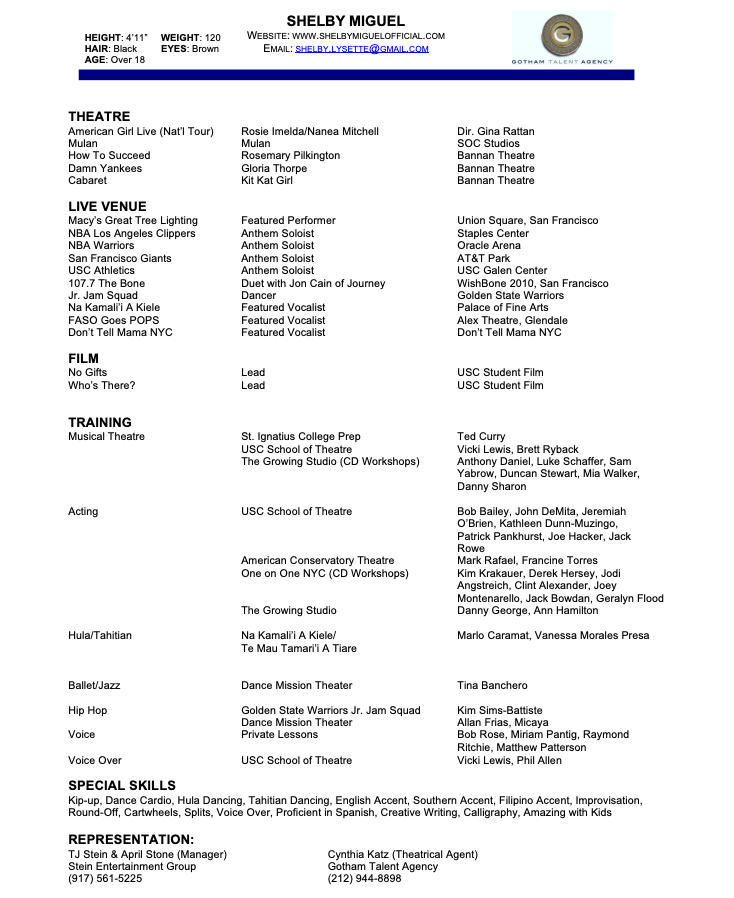 SHELBY MIGUEL
HEIGHT: 4'11" WEIGHT: 120
HAIR: Black EYES: Brown
AGE: Over 18
WEBSITE: WWW.SHELBYMIGUELOFFICIAL.COM
EMAIL: SHELBY.LYSETTE@GMAIL.COM
G
GOTHAM TALENT AGENCY
THEATRE
American Girl Live (Nat'l Tour) Rosie Imelda/Nanea Mitchell Dir. Gina Rattan
Mulan Mulan SOC Studios
How To Succeed Rosemary Pilkington Bannan Theatre
Damn Yankees Gloria Thorpe Bannan Theatre
Cabaret Kit Kat Girl Bannan Theatre
LIVE VENUE
Macy's Great Tree Lighting Featured Performer Union Square, San Francisco
NBA Los Angeles Clippers Anthem Soloist Staples Center
NBA Warriors Anthem Soloist Oracle Arena
San Francisco Giants Anthem Soloist AT&T Park
USC Athletics Anthem Soloist USC Galen Center
107.7 The Bone Duet with Jon Cain of Journey WishBone 2010, San Francisco
Jr. Jam Squad Dancer Golden State Warriors
Na Kamali'i A Kiele Featured Vocalist Palace of Fine Arts
FASO Goes POPS Featured Vocalist Alex Theatre, Glendale
Don't Tell Mama NYC Featured Vocalist Don't Tell Mama NYC
FILM
No Gifts Lead USC Student Film
Who's There? Lead USC Student Film
TRAINING
Musical Theatre St. Ignatius College Prep Ted Curry
USC School of Theatre Vicki Lewis, Brett Ryback
The Growing Studio (CD Workshops) Anthony Daniel, Luke Schaffer, Sam
Yabrow, Duncan Stewart, Mia Walker,
Danny Sharon
Acting USC School of Theatre Bob Bailey, John DeMita, Jeremiah
O'Brien, Kathleen Dunn-Muzingo,
Patrick Pankhurst, Joe Hacker, Jack
Rowe
American Conservatory Theatre Mark Rafael, Francine Torres
One on One NYC (CD Workshops) Kim Krakauer, Derek Hersey, Jodi
Angstreich, Clint Alexander, Joey
Montenarello, Jack Bowdan, Geralyn Flood
The Growing Studio Danny George, Ann Hamilton
Hula/Tahitian Na Kamali'i A Kiele/ Marlo Caramat, Vanessa Morales Presa
Te Mau Tamari'i A Tiare
Ballet/Jazz Dance Mission Theater Tina Banchero
Hip Hop Golden State Warriors Jr. Jam Squad Kim Sims-Battiste
Dance Mission Theater Allan Frias, Micaya
Voice Private Lessons Bob Rose, Miriam Pantig, Raymond
Ritchie, Matthew Patterson
Voice Over USC School of Theatre Vicki Lewis, Phil Allen
SPECIAL SKILLS
Kip-up, Dance Cardio, Hula Dancing, Tahitian Dancing, English Accent, Southern Accent, Filipino Accent, Improvisation,
Round-Off, Cartwheels, Splits, Voice Over, Proficient in Spanish, Creative Writing, Calligraphy, Amazing with Kids
REPRESENTATION:
TJ Stein & April Stone (Manager) Cynthia Katz (Theatrical Agent)
Stein Entertainment Group Gotham Talent Agency
(917) 561-5225 (212) 944-8898